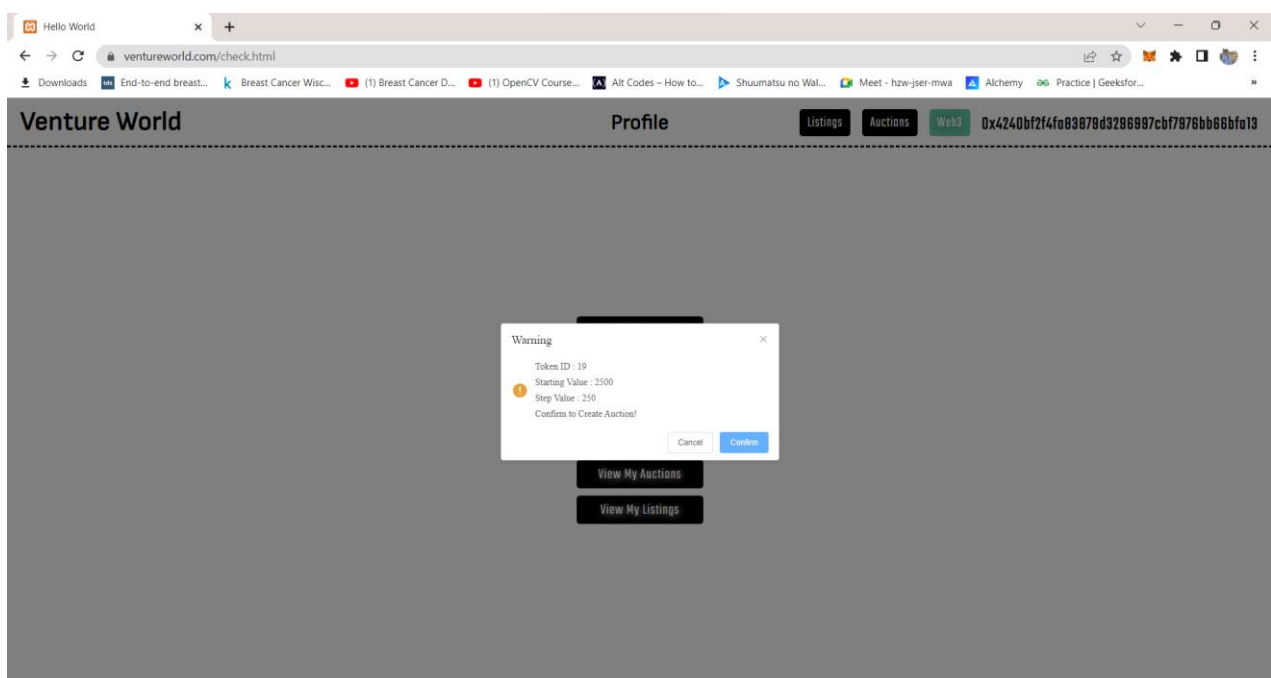 Hello World
ventureworld.com/check.html
Downloads End-to-end breast... Breast Cancer Wisc... (1) Breast Cancer D... (1) OpenCV Course... Alt Codes – How to... Shuumatsu no Wal... Meet - hzw-jser-mwa Alchemy Practice | Geeksfor... »
Venture World Profile Listings Auctions Web3 0x4240bf2f4fa83879d3296997cbf7976bb66bfa13
Warning
Token ID : 19
Starting Value : 2500
Step Value : 250
Confirm to Create Auction!
Cancel Confirm
View My Auctions
View My Listings